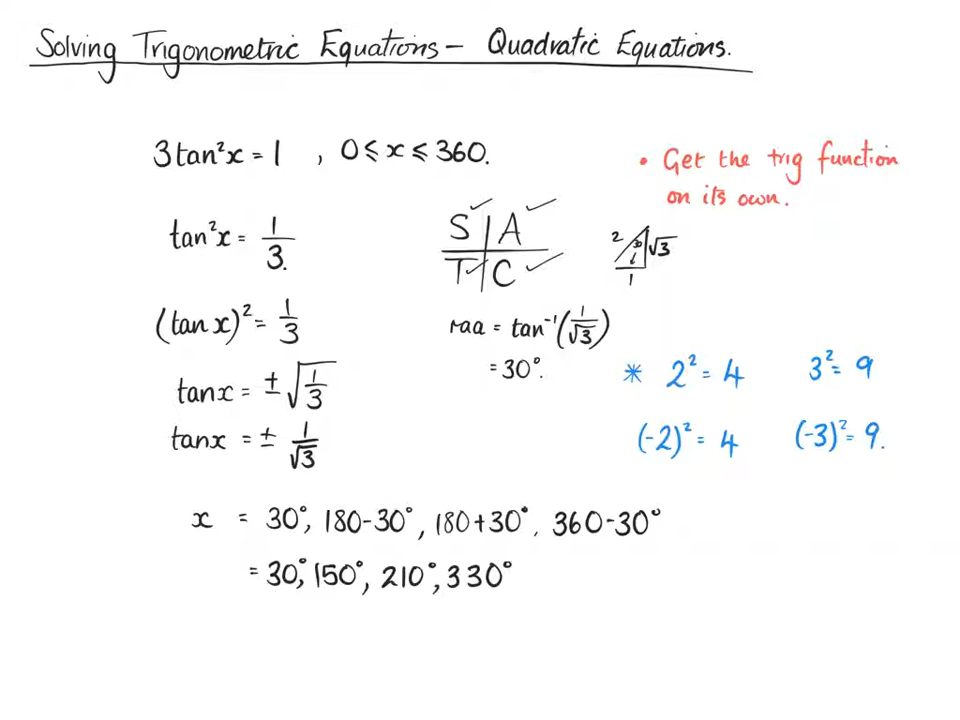 Solving Trigonometric Equations – Quadratic Equations.
3tan²x = 1 , 0 ≤ x ≤ 360.
• Get the trig function
on its own.
tan²x = 1/3.
S✓ A✓
T✓ C✓
2 30 √3
1
(tan x)² = 1/3
raa = tan⁻¹(1/√3)
= 30°.
tanx = ± √(1/3)
tanx = ± 1/√3
* 2² = 4 3² = 9
(-2)² = 4 (-3)² = 9.
x = 30°, 180-30°, 180+30°, 360-30°
= 30°, 150°, 210°, 330°